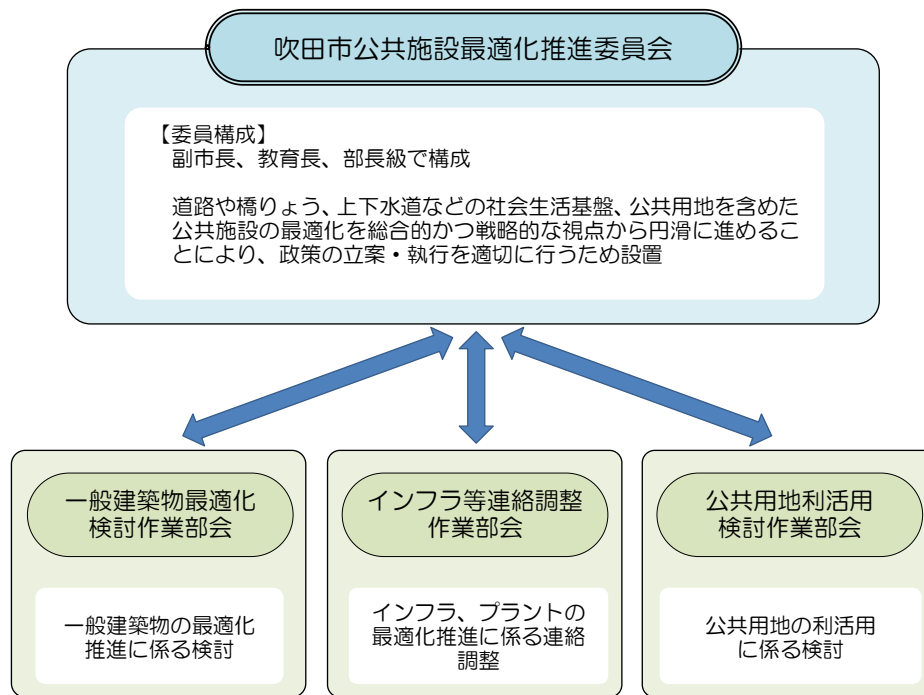 吹田市公共施設最適化推進委員会
【委員構成】
副市長、教育長、部長級で構成
道路や橋りょう、上下水道などの社会生活基盤、公共用地を含めた
公共施設の最適化を総合的かつ戦略的な視点から円滑に進めるこ
とにより、政策の立案・執行を適切に行うため設置
一般建築物最適化
検討作業部会
一般建築物の最適化
推進に係る検討
インフラ等連絡調整
作業部会
インフラ、プラントの
最適化推進に係る連絡
調整
公共用地利活用
検討作業部会
公共用地の利活用
に係る検討